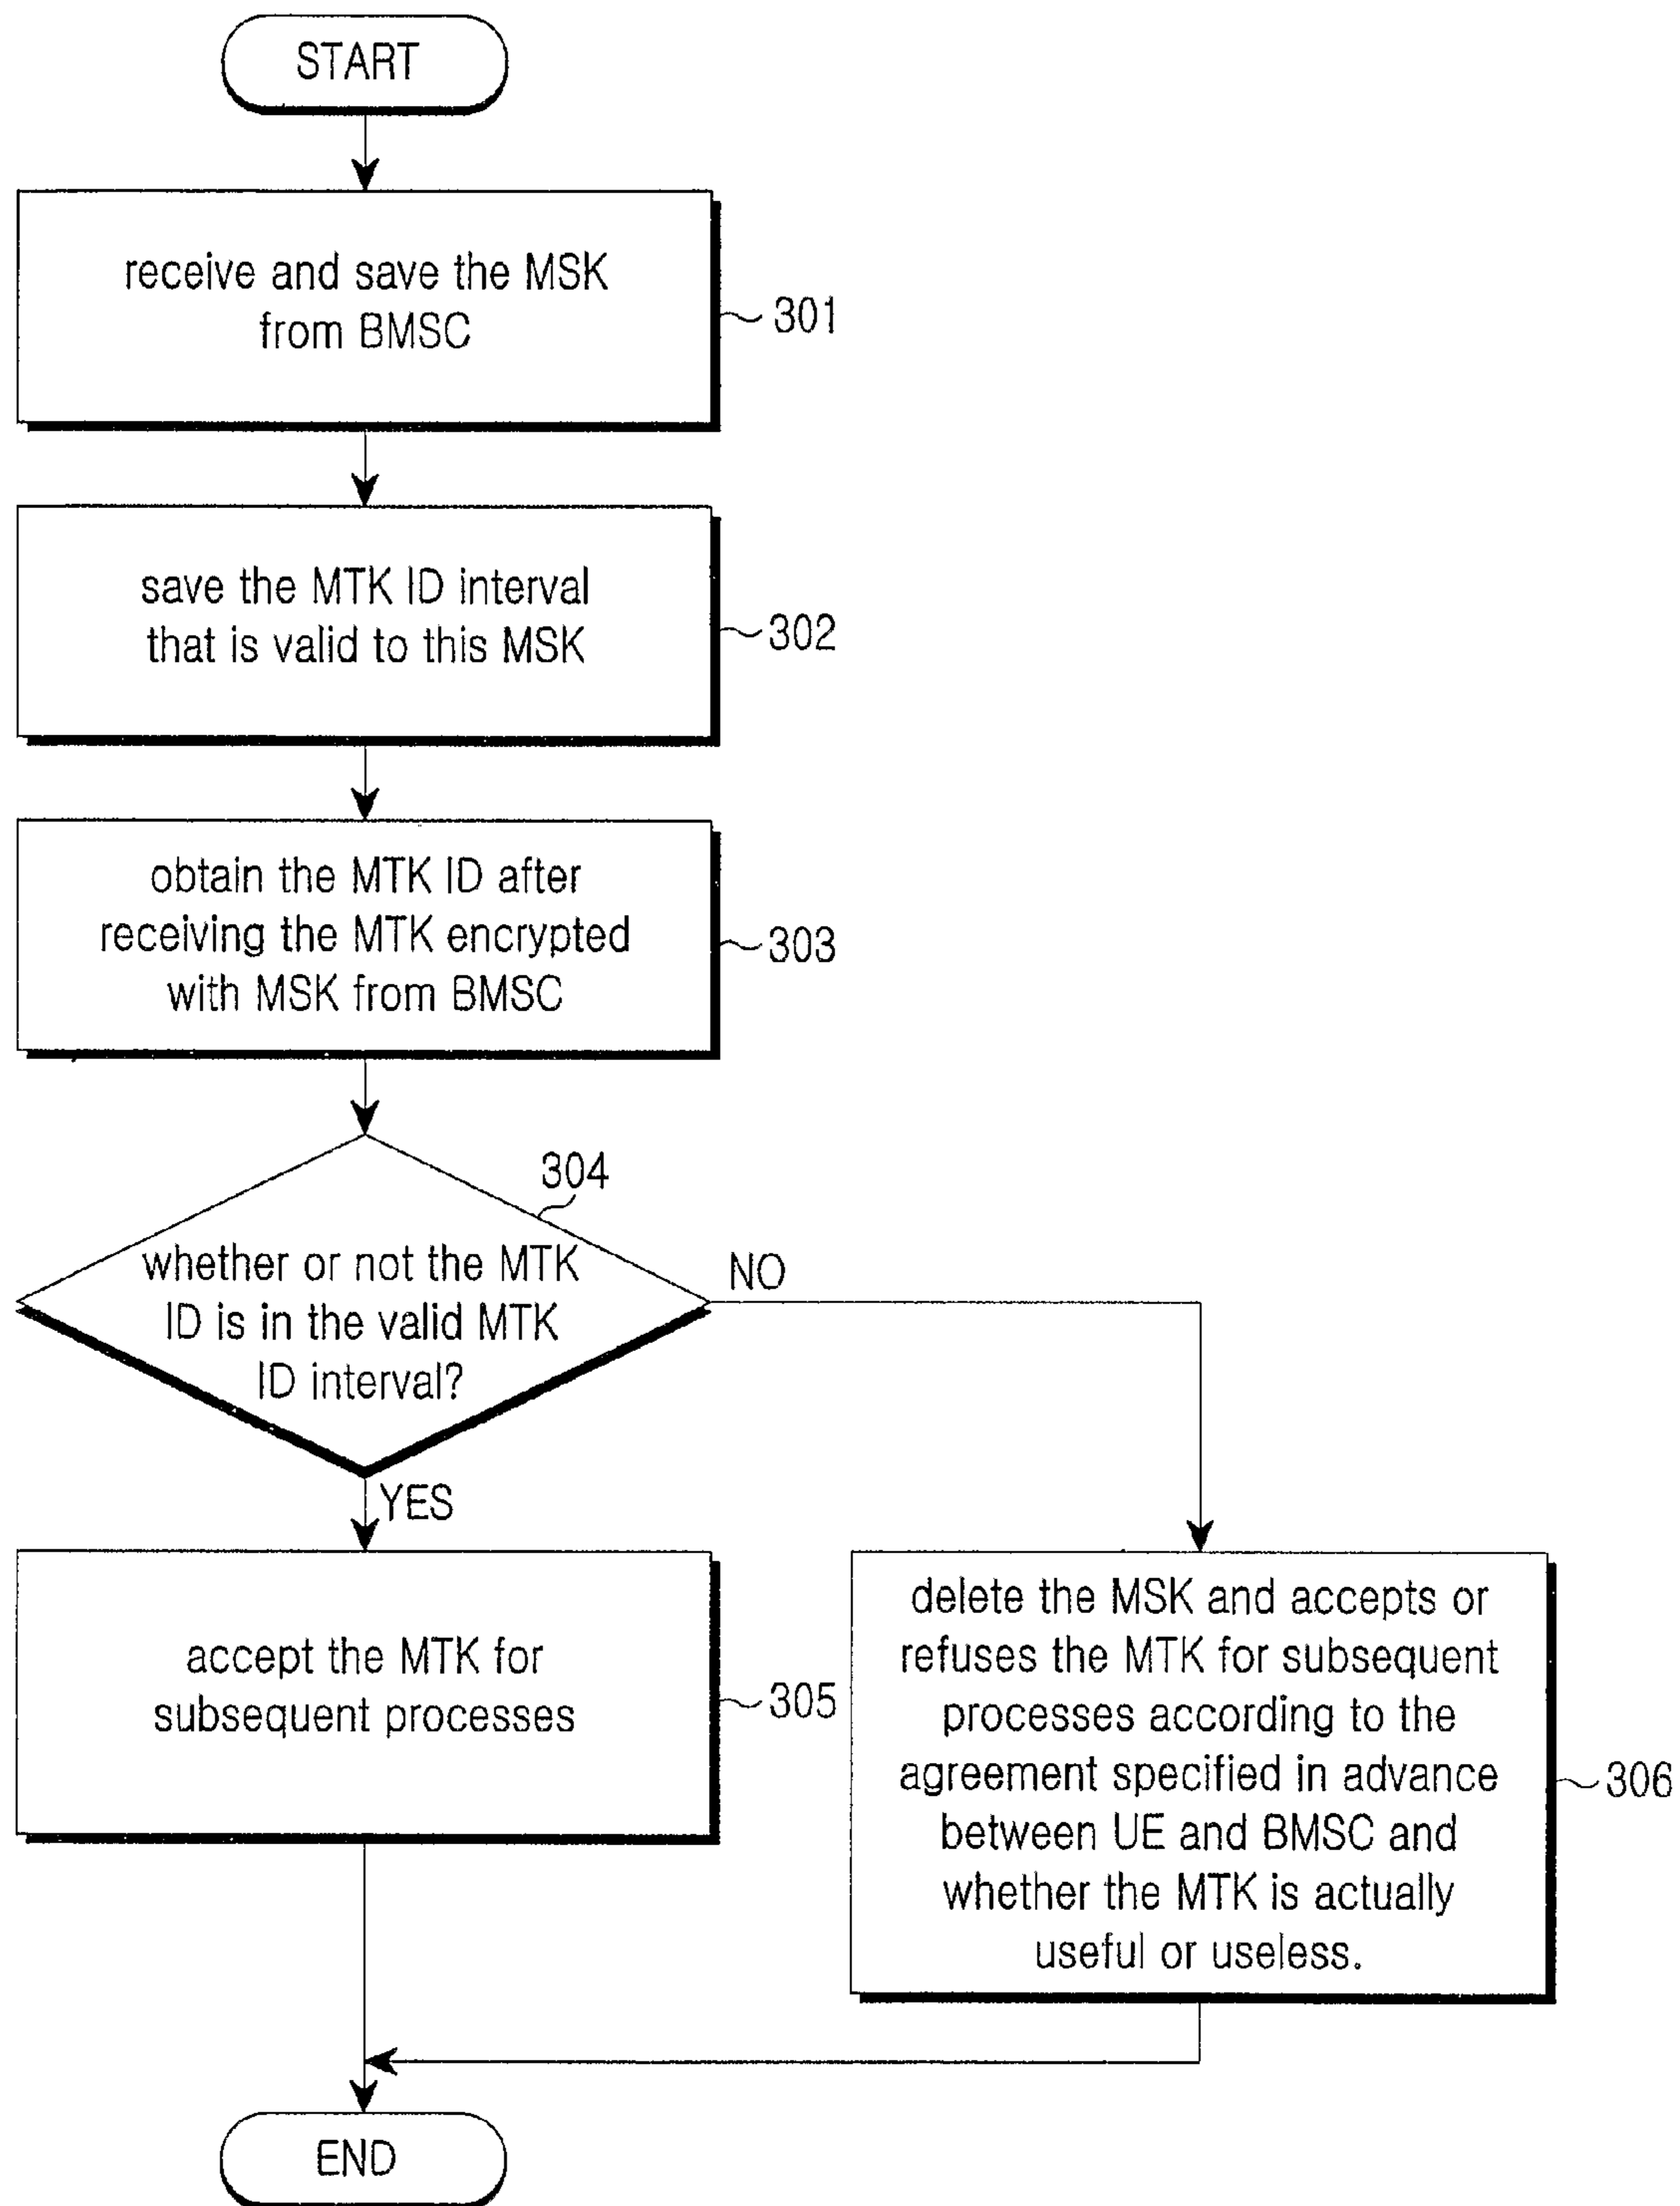 START
receive and save the MSK
from BMSC
301
save the MTK ID interval
that is valid to this MSK
302
obtain the MTK ID after
receiving the MTK encrypted
with MSK from BMSC
303
304
whether or not the MTK
ID is in the valid MTK
ID interval?
NO
YES
accept the MTK for
subsequent processes
305
delete the MSK and accepts or
refuses the MTK for subsequent
processes according to the
agreement specified in advance
between UE and BMSC and
whether the MTK is actually
useful or useless.
306
END